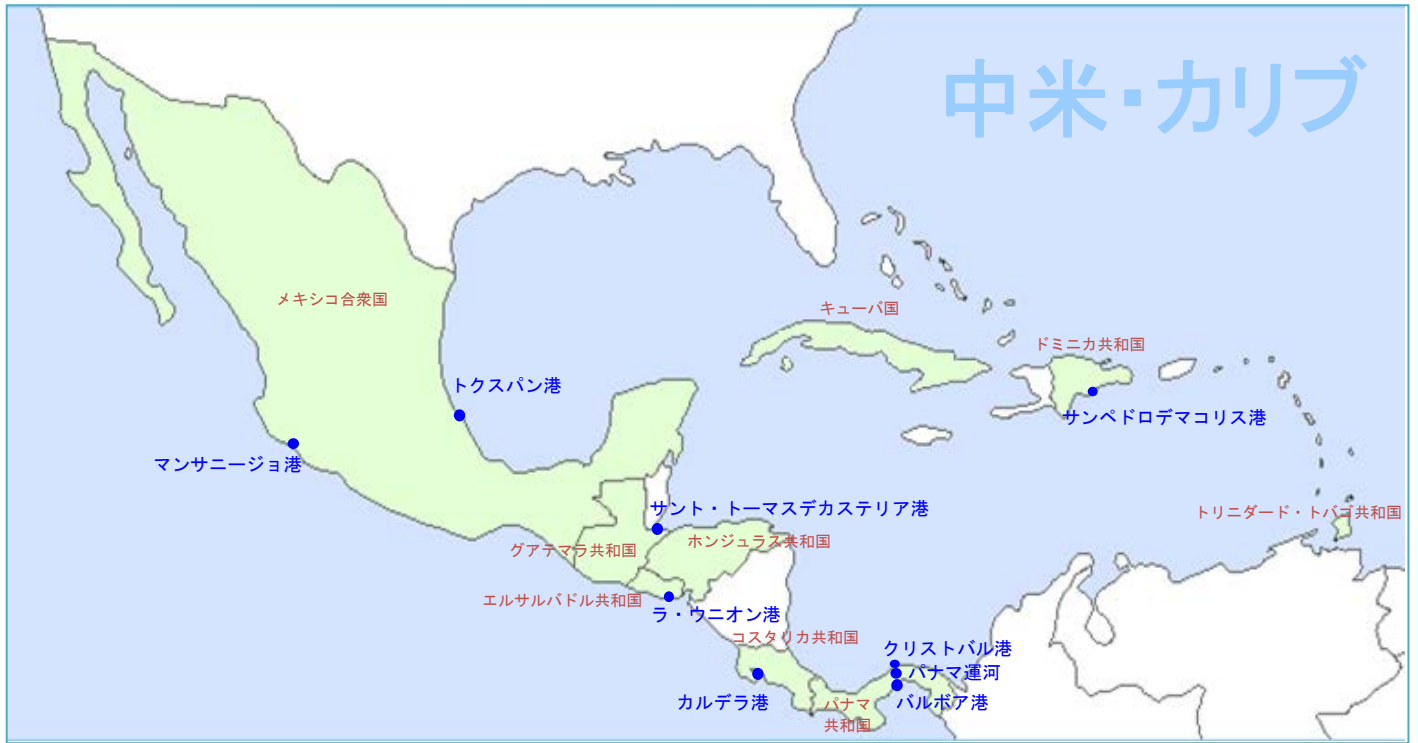 中米・カリブ
メキシコ合衆国
キューバ国
ドミニカ共和国
トクスパン港
サンペドロデマコリス港
マンサニージョ港
サント・トーマスデカステリア港
トリニダード・トバゴ共和国
グアテマラ共和国
ホンジュラス共和国
エルサルバドル共和国
ラ・ウニオン港
コスタリカ共和国
クリストバル港
パナマ運河
カルデラ港
パナマ
共和国
バルボア港